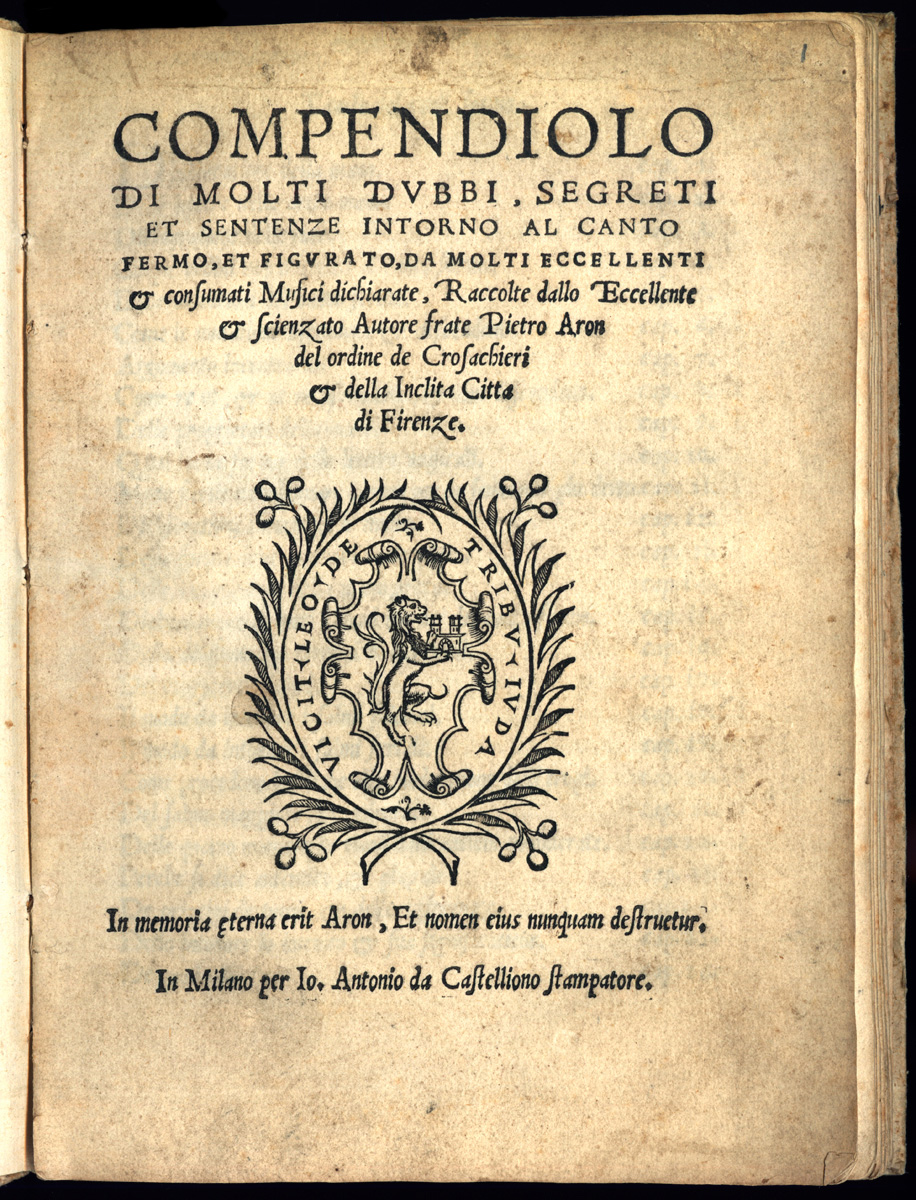 1
COMPENDIOLO
DI MOLTI DVBBI, SEGRETI
ET SENTENZE INTORNO AL CANTO
FERMO, ET FIGVRATO, DA MOLTI ECCELLENTI
& conſumati Muſici dichiarate, Raccolte dallo Eccellente
& ſcienzato Autore frate Pietro Aron
del ordine de Croſachieri
& della Inclita Citta
di Firenze.
VICIT LEO DE TRIBV IVDA
In memoria ęterna erit Aron, Et nomen eius nunquam deſtruetur.
In Milano per Io. Antonio da Caſtelliono ſtampatore.